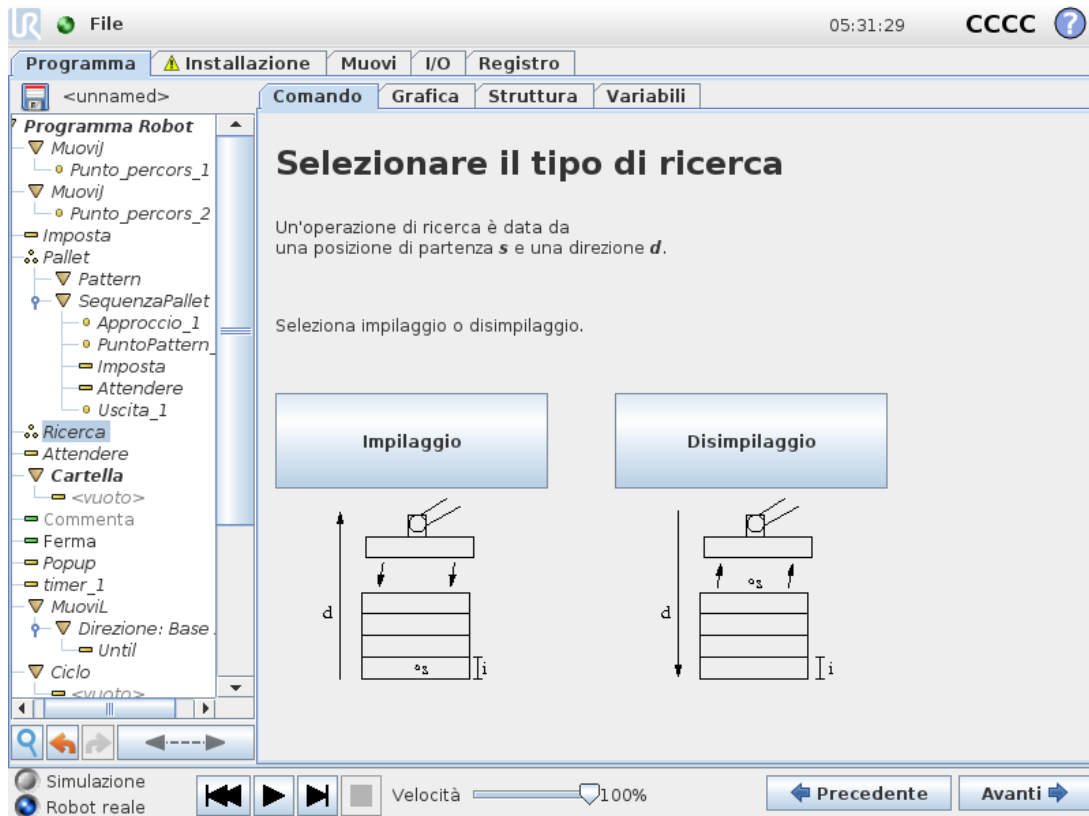 UR File 05:31:29 CCCC ?
Programma Installazione Muovi I/O Registro
<unnamed> Comando Grafica Struttura Variabili
Programma Robot
MuoviJ
Punto_percors_1
MuoviJ
Punto_percors_2
Imposta
Pallet
Pattern
SequenzaPallet
Approccio_1
PuntoPattern_
Imposta
Attendere
Uscita_1
Ricerca
Attendere
Cartella
<vuoto>
Commenta
Ferma
Popup
timer_1
MuoviL
Direzione: Base
Until
Ciclo
<vuoto>
Selezionare il tipo di ricerca
Un'operazione di ricerca è data da
una posizione di partenza s e una direzione d.
Seleziona impilaggio o disimpilaggio.
Impilaggio Disimpilaggio
d s i
d s i
Simulazione
Robot reale
Velocità 100%
Precedente Avanti